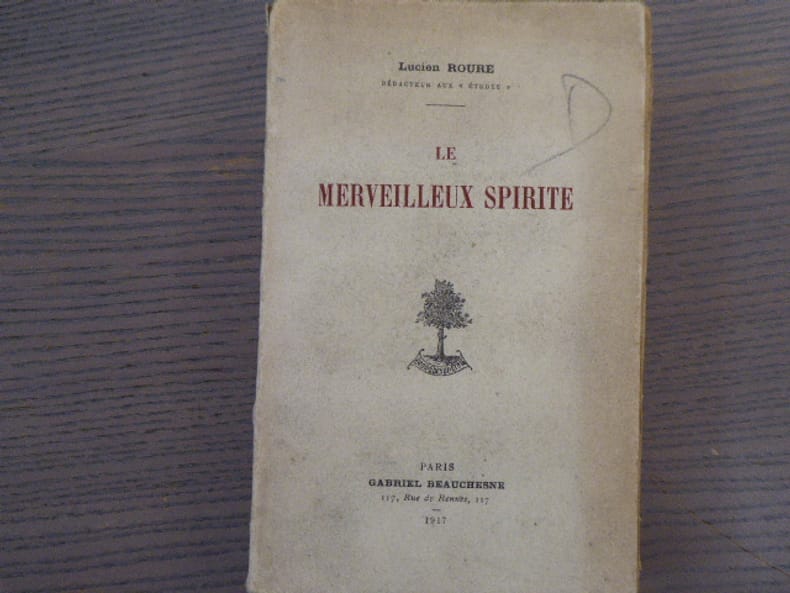 Lucien ROURE
RÉDACTEUR AUX « ÉTUDES »
LE
MERVEILLEUX SPIRITE
PARIS
GABRIEL BEAUCHESNE
117, Rue de Rennes, 117
1917